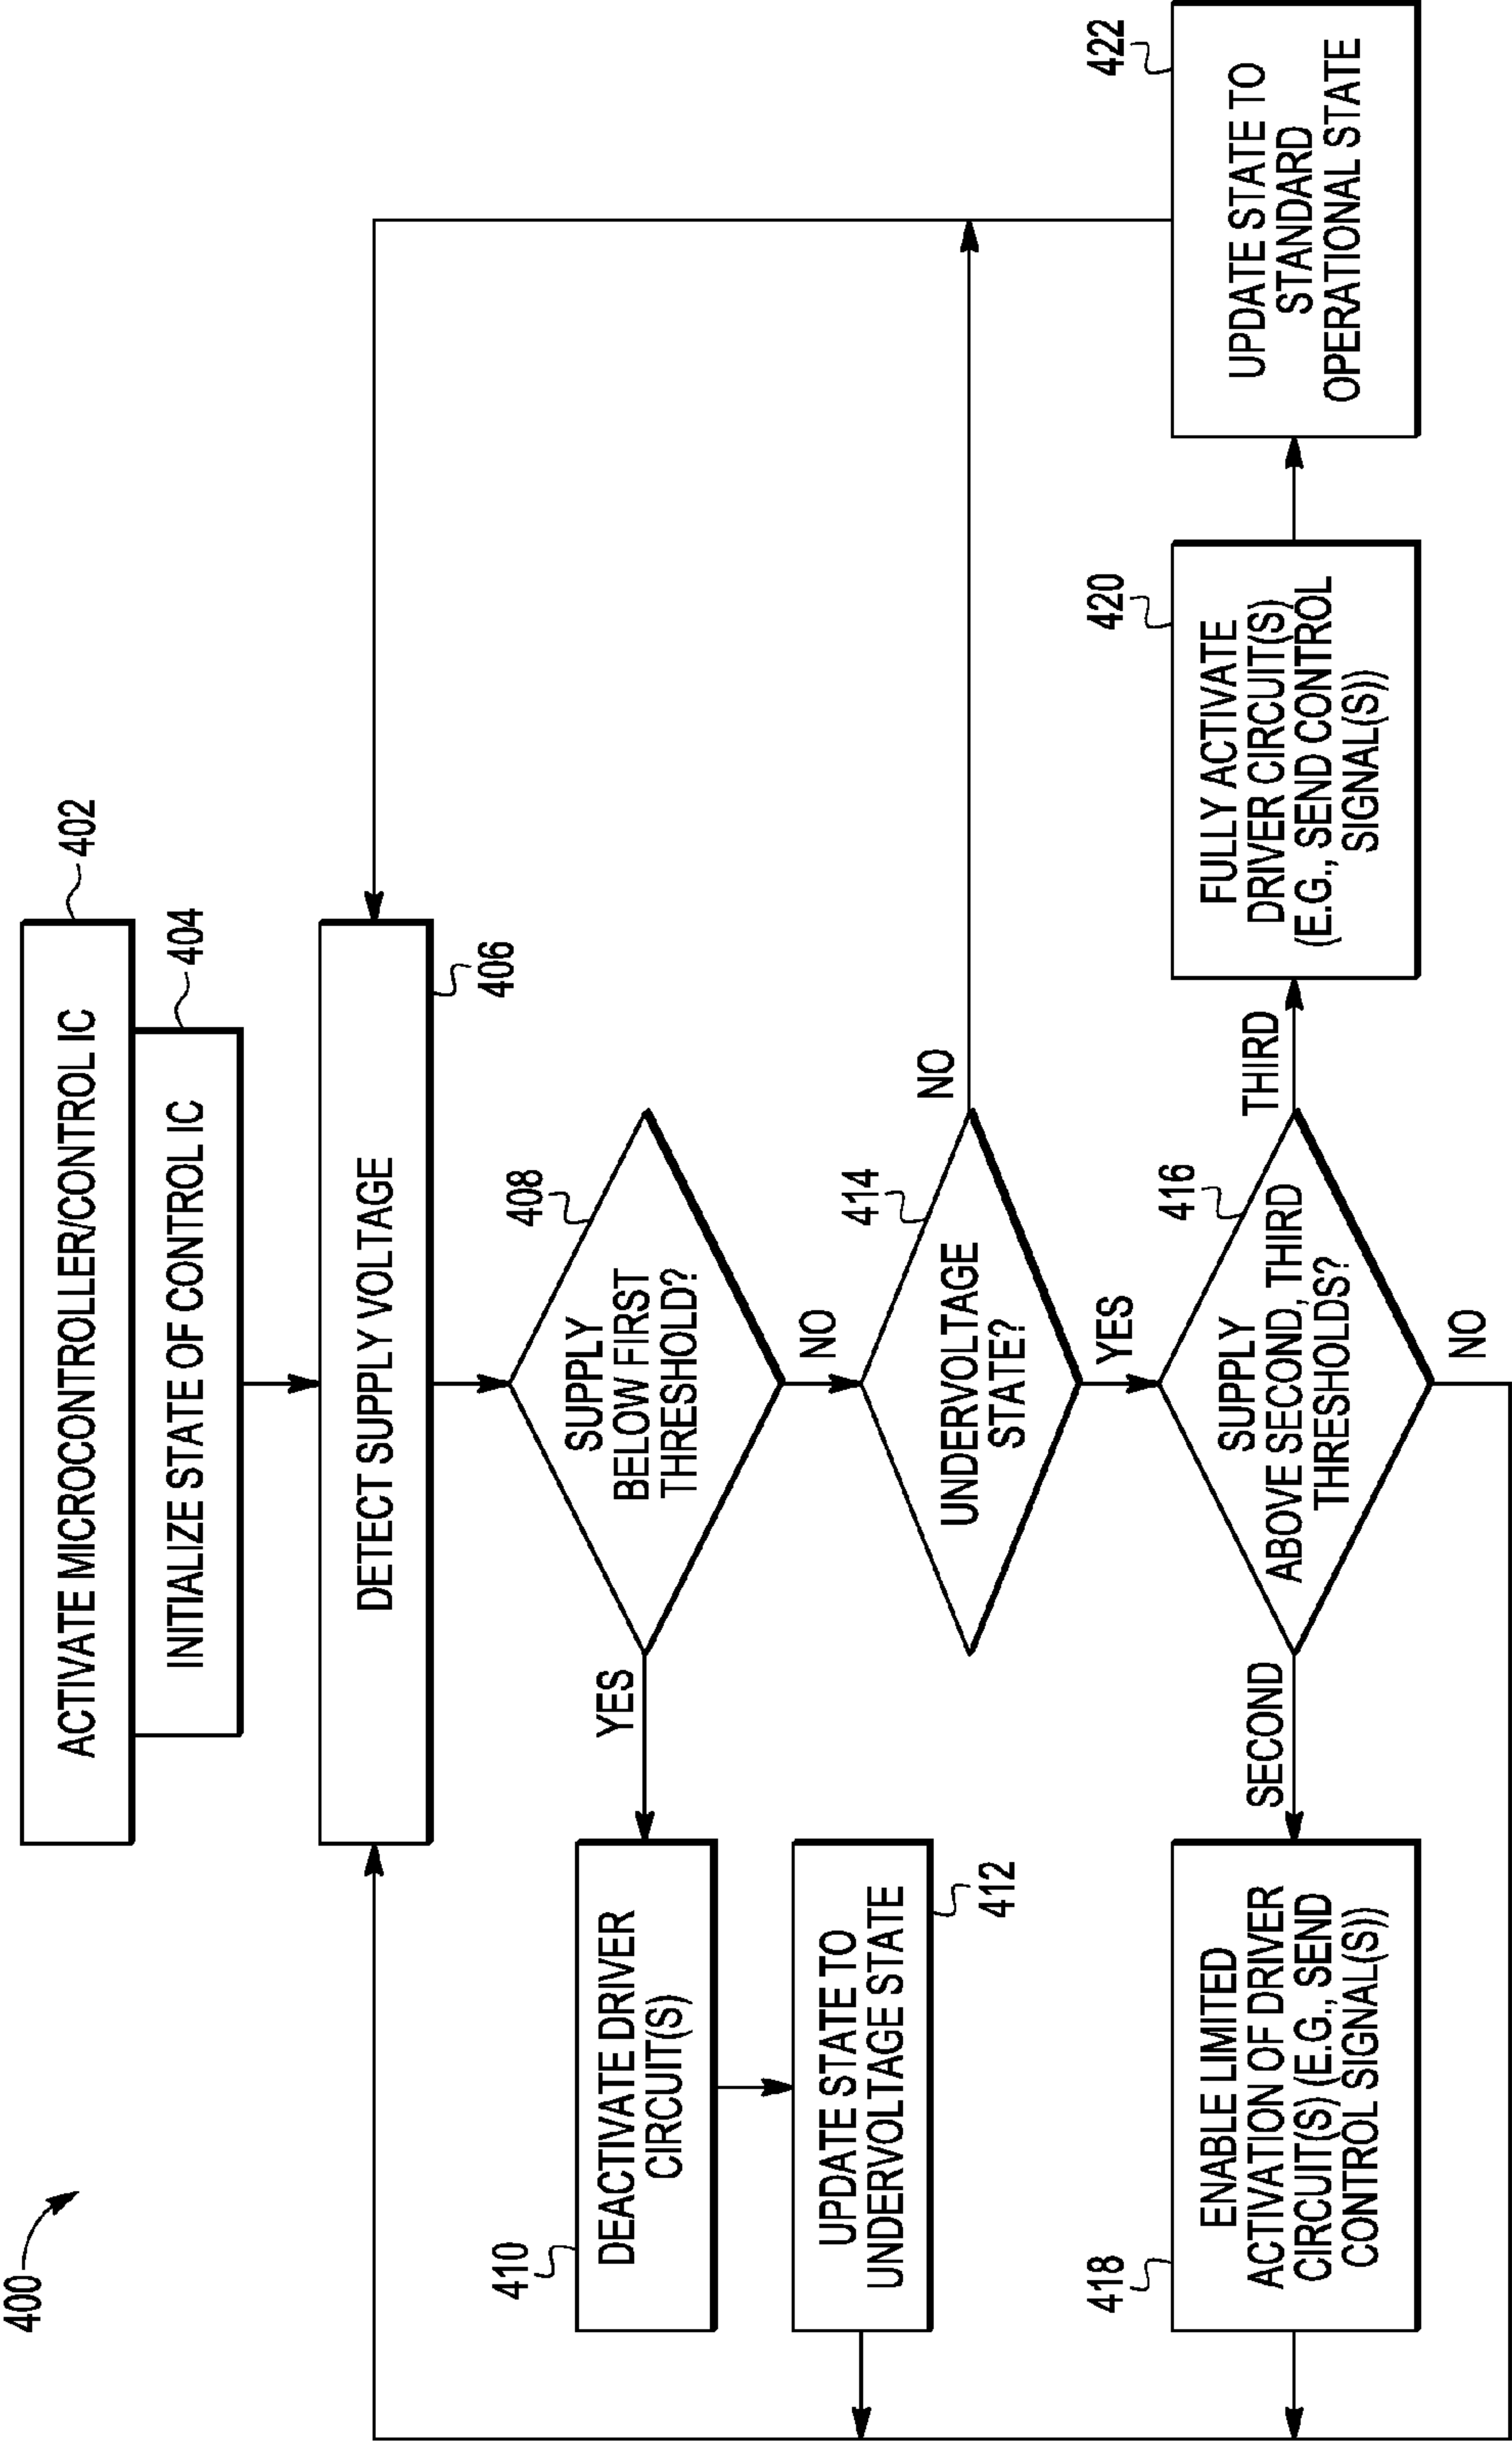 400
ACTIVATE MICROCONTROLLER/CONTROL IC
402
INITIALIZE STATE OF CONTROL IC
404
DETECT SUPPLY VOLTAGE
406
SUPPLY
BELOW FIRST
THRESHOLD?
408
YES
NO
410
DEACTIVATE DRIVER
CIRCUIT(S)
UPDATE STATE TO
UNDERVOLTAGE STATE
412
UNDERVOLTAGE
STATE?
414
NO
YES
SUPPLY
ABOVE SECOND, THIRD
THRESHOLDS?
416
SECOND
THIRD
NO
418
ENABLE LIMITED
ACTIVATION OF DRIVER
CIRCUIT(S) (E.G., SEND
CONTROL SIGNAL(S))
420
FULLY ACTIVATE
DRIVER CIRCUIT(S)
(E.G., SEND CONTROL
SIGNAL(S))
422
UPDATE STATE TO
STANDARD
OPERATIONAL STATE